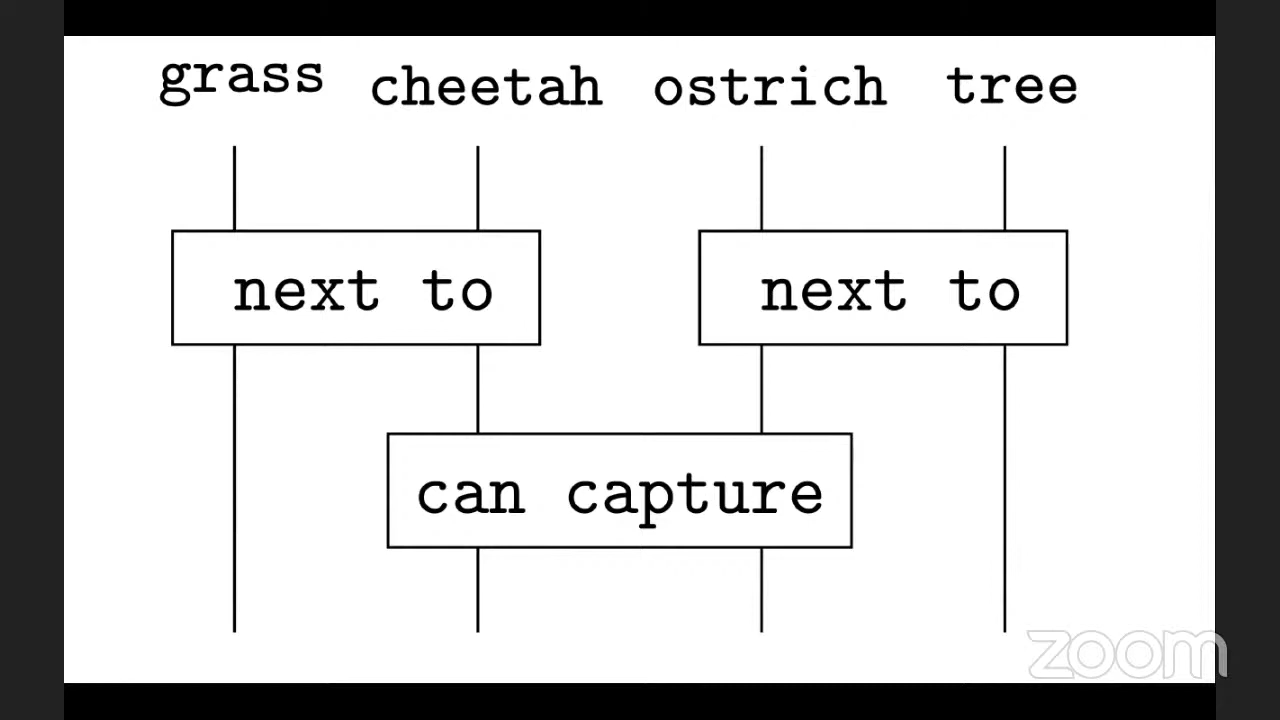 grass cheetah ostrich tree
next to next to
can capture
zoom